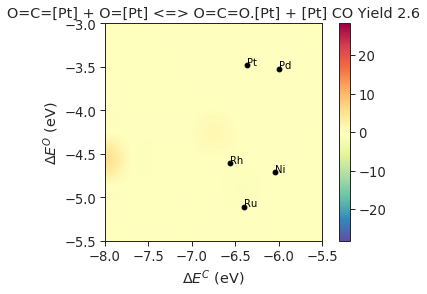 O=C=[Pt] + O=[Pt] <=> O=C=O.[Pt] + [Pt] CO Yield 2.6
−3.0
−3.5
−4.0
−4.5
−5.0
−5.5
ΔE^O (eV)
Pt
Pd
Rh
Ni
Ru
−8.0 −7.5 −7.0 −6.5 −6.0 −5.5
ΔE^C (eV)
20
10
0
−10
−20